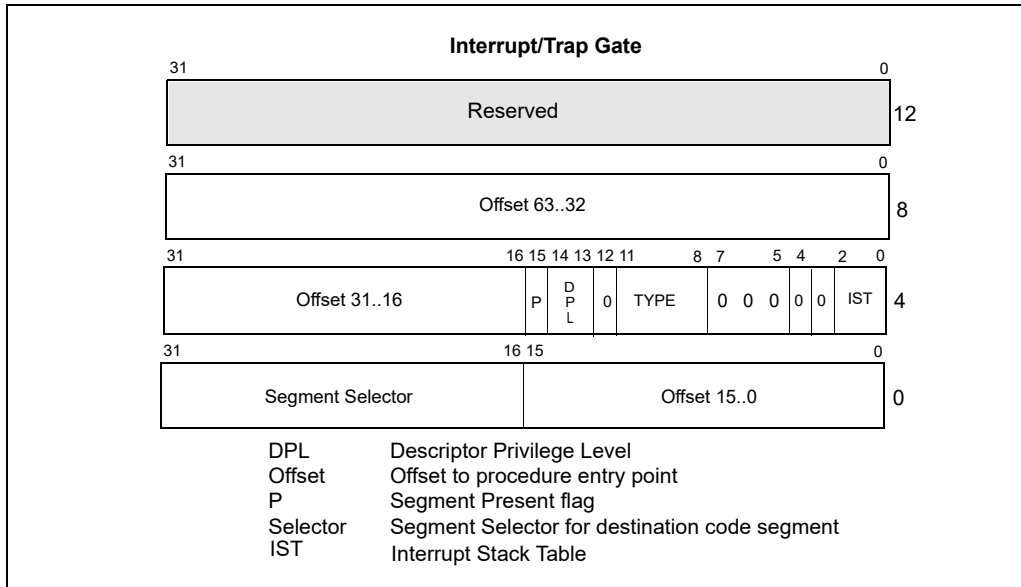 Interrupt/Trap Gate
31 0
Reserved 12
31 0
Offset 63..32 8
31 16 15 14 13 12 11 8 7 5 4 2 0
Offset 31..16 P DPL 0 TYPE 0 0 0 0 0 IST 4
31 16 15 0
Segment Selector Offset 15..0 0
DPL Descriptor Privilege Level
Offset Offset to procedure entry point
P Segment Present flag
Selector Segment Selector for destination code segment
IST Interrupt Stack Table